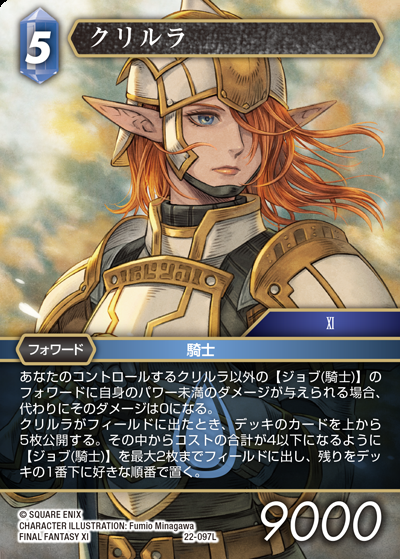 5
クリルラ
XI
フォワード
騎士
あなたのコントロールするクリルラ以外の【ジョブ(騎士)】の
フォワードに自身のパワー未満のダメージが与えられる場合、
代わりにそのダメージは0になる。
クリルラがフィールドに出たとき、デッキのカードを上から
5枚公開する。その中からコストの合計が4以下になるように
【ジョブ(騎士)】を最大2枚までフィールドに出し、残りをデッ
キの1番下に好きな順番で置く。
© SQUARE ENIX
CHARACTER ILLUSTRATION: Fumio Minagawa
FINAL FANTASY XI
22-097L
9000